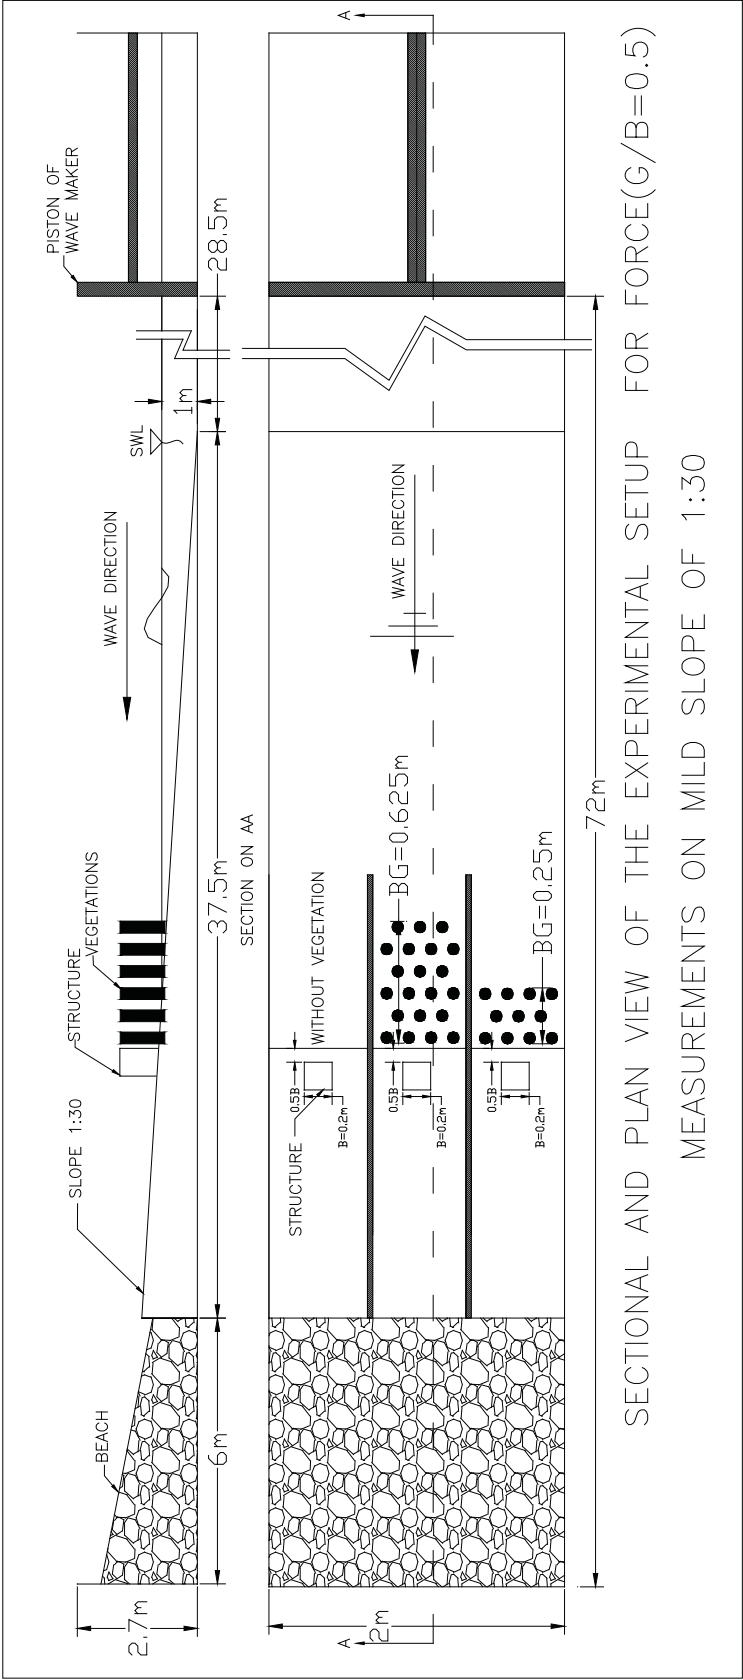 PISTON OF
WAVE MAKER
STRUCTURE
VEGETATIONS
SLOPE 1:30
BEACH
WAVE DIRECTION
SWL
2.7m
1m
6m
37.5m
28.5m
SECTION ON AA
A
A
STRUCTURE
WITHOUT VEGETATION
0.5B
B=0.2m
2m
WAVE DIRECTION
BG=0.625m
0.5B
B=0.2m
0.5B
B=0.2m
BG=0.25m
72m
SECTIONAL AND PLAN VIEW OF THE EXPERIMENTAL SETUP FOR FORCE(G/B=0.5)
MEASUREMENTS ON MILD SLOPE OF 1:30